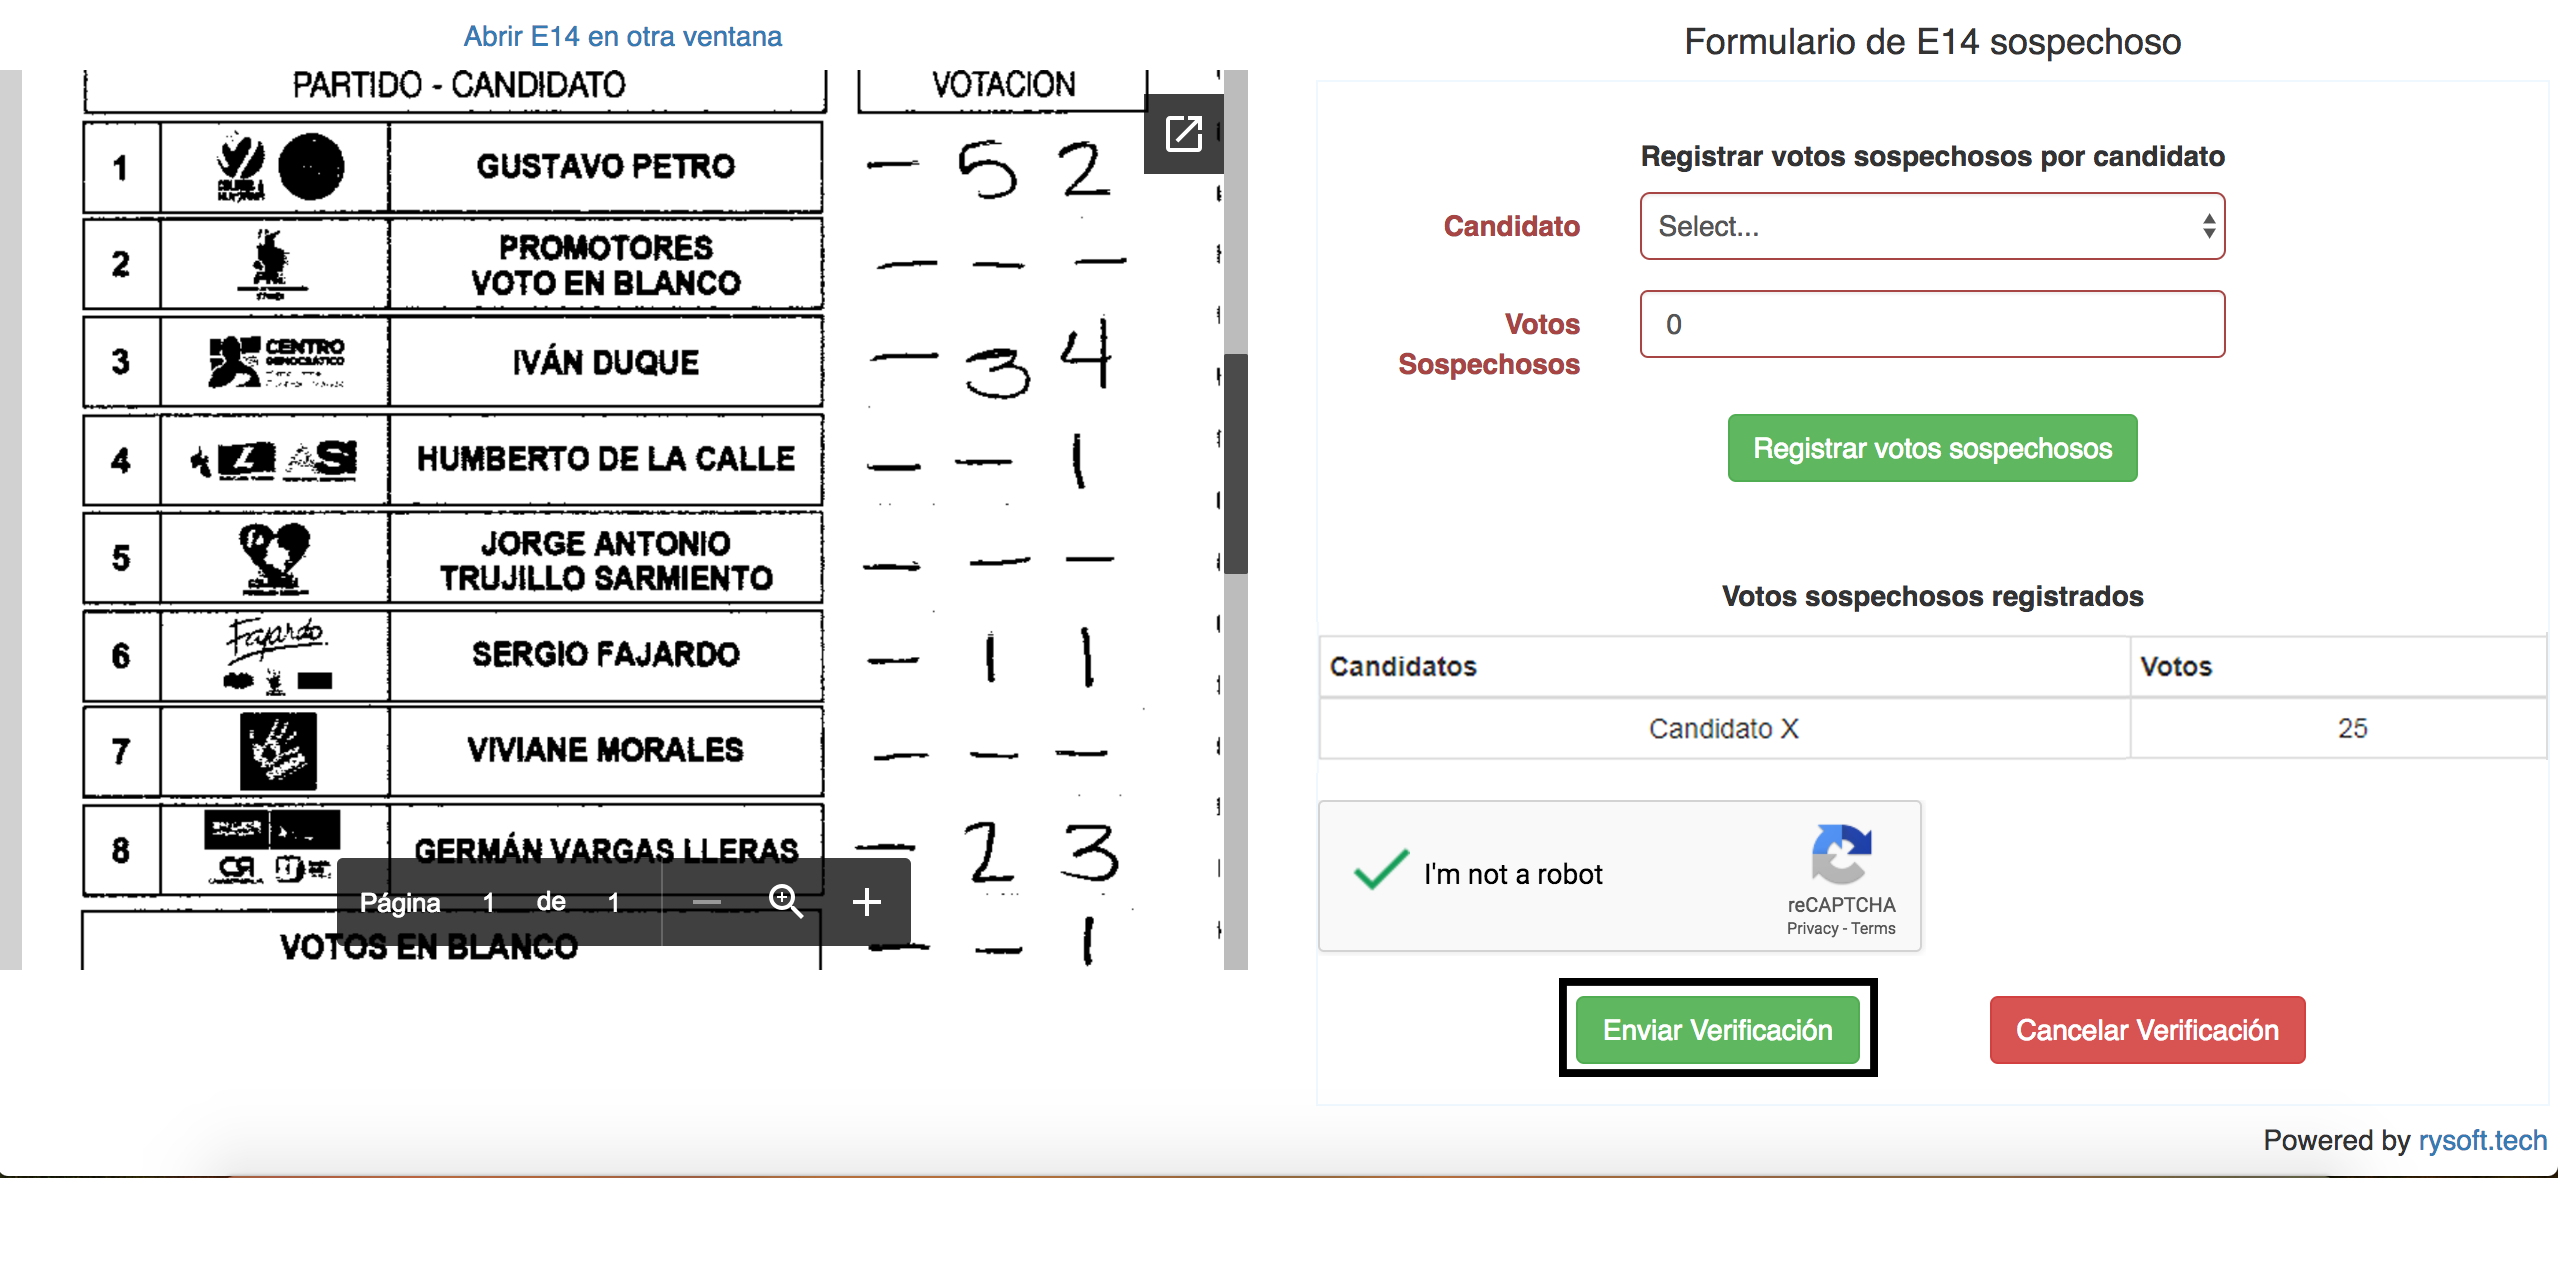 Abrir E14 en otra ventana
PARTIDO - CANDIDATO VOTACION
1 GUSTAVO PETRO - 5 2
2 PROMOTORES
VOTO EN BLANCO - - -
3 CENTRO
DEMOCRÁTICO IVÁN DUQUE - 3 4
4 HUMBERTO DE LA CALLE - - 1
5 JORGE ANTONIO
TRUJILLO SARMIENTO - - -
6 Fajardo SERGIO FAJARDO - 1 1
7 VIVIANE MORALES - - -
8 GERMÁN VARGAS LLERAS - 2 3
Página 1 de 1
VOTOS EN BLANCO - - 1
Formulario de E14 sospechoso
Registrar votos sospechosos por candidato
Candidato Select...
Votos
Sospechosos 0
Registrar votos sospechosos
Votos sospechosos registrados
Candidatos Votos
Candidato X 25
I'm not a robot
reCAPTCHA
Privacy - Terms
Enviar Verificación Cancelar Verificación
Powered by rysoft.tech